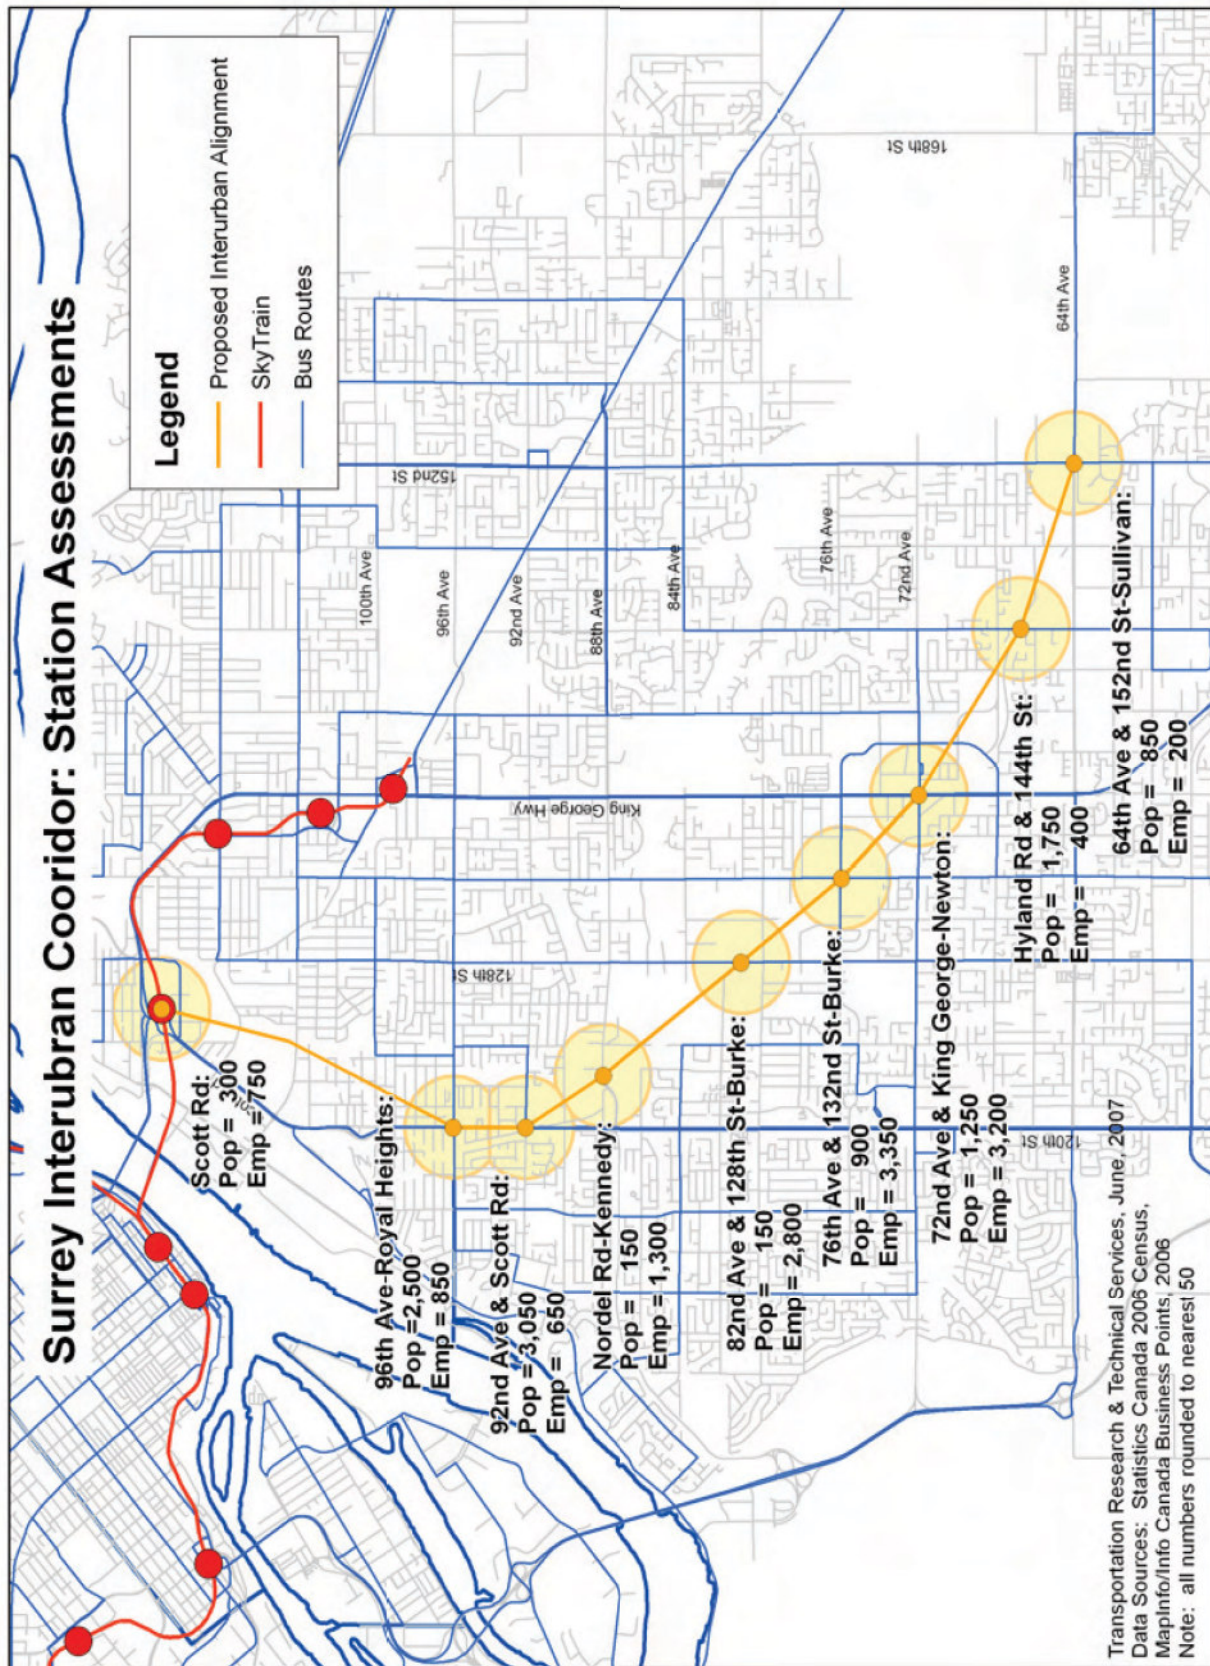 Surrey Interubran Cooridor: Station Assessments
Legend
Proposed Interurban Alignment
SkyTrain
Bus Routes
Scott Rd:
Pop = 300
Emp = 750
96th Ave-Royal Heights:
Pop =2,500
Emp = 850
92nd Ave & Scott Rd:
Pop = 3,050
Emp = 650
Nordel Rd-Kennedy:
Pop = 150
Emp = 1,300
82nd Ave & 128th St-Burke:
Pop = 150
Emp = 2,800
76th Ave & 132nd St-Burke:
Pop = 900
Emp = 3,350
72nd Ave & King George-Newton:
Pop = 1,250
Emp = 3,200
Hyland Rd & 144th St:
Pop = 1,750
Emp = 400
64th Ave & 152nd St-Sullivan:
Pop = 850
Emp = 200
100th Ave
96th Ave
92nd Ave
88th Ave
84th Ave
76th Ave
72nd Ave
64th Ave
120th St
128th St
King George Hwy
152nd St
168th St
Transportation Research & Technical Services, June, 2007
Data Sources: Statistics Canada 2006 Census,
MapInfo/Info Canada Business Points, 2006
Note: all numbers rounded to nearest 50